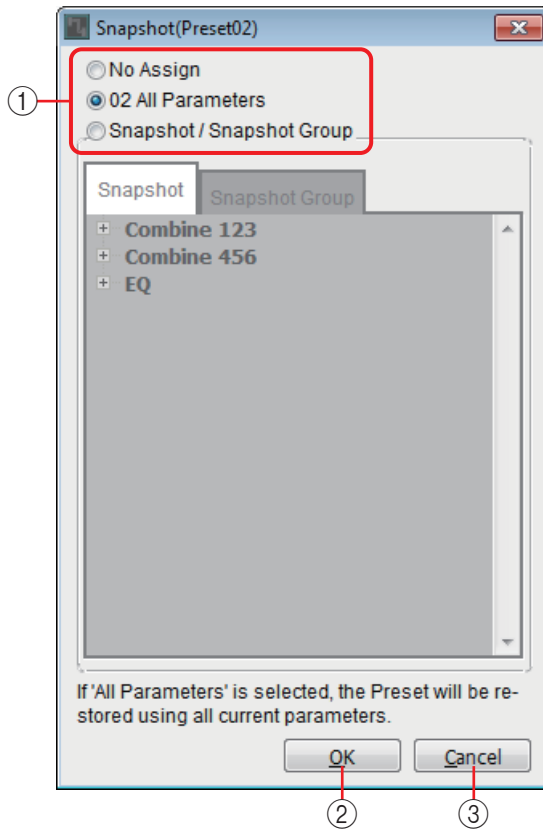 Snapshot(Preset02)
No Assign
① 02 All Parameters
Snapshot / Snapshot Group
Snapshot Snapshot Group
Combine 123
Combine 456
EQ
If 'All Parameters' is selected, the Preset will be re-
stored using all current parameters.
OK Cancel
② ③